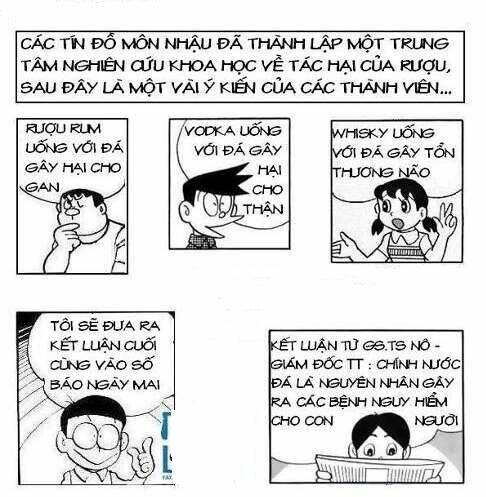 CÁC TÍN ĐỒ MÔN NHẬU ĐÃ THÀNH LẬP MỘT TRUNG
TÂM NGHIÊN CỨU KHOA HỌC VỀ TÁC HẠI CỦA RƯỢU,
SAU ĐÂY LÀ MỘT VÀI Ý KIẾN CỦA CÁC THÀNH VIÊN...
RƯỢU RUM
UỐNG VỚI ĐÁ
GÂY HẠI CHO
GAN
VODKA UỐNG
VỚI ĐÁ GÂY
HẠI
CHO
THẬN
WHISKY UỐNG
VỚI ĐÁ GÂY TỔN
THƯƠNG NÃO
TÔI SẼ ĐƯA RA
KẾT LUẬN CUỐI
CÙNG VÀO SỐ
BÁO NGÀY MAI
KẾT LUẬN TỪ GS.TS NÔ -
GIÁM ĐỐC TT : CHÍNH NƯỚC
ĐÁ LÀ NGUYÊN NHÂN GÂY
RA CÁC BỆNH NGUY HIỂM
CHO CON NGƯỜI